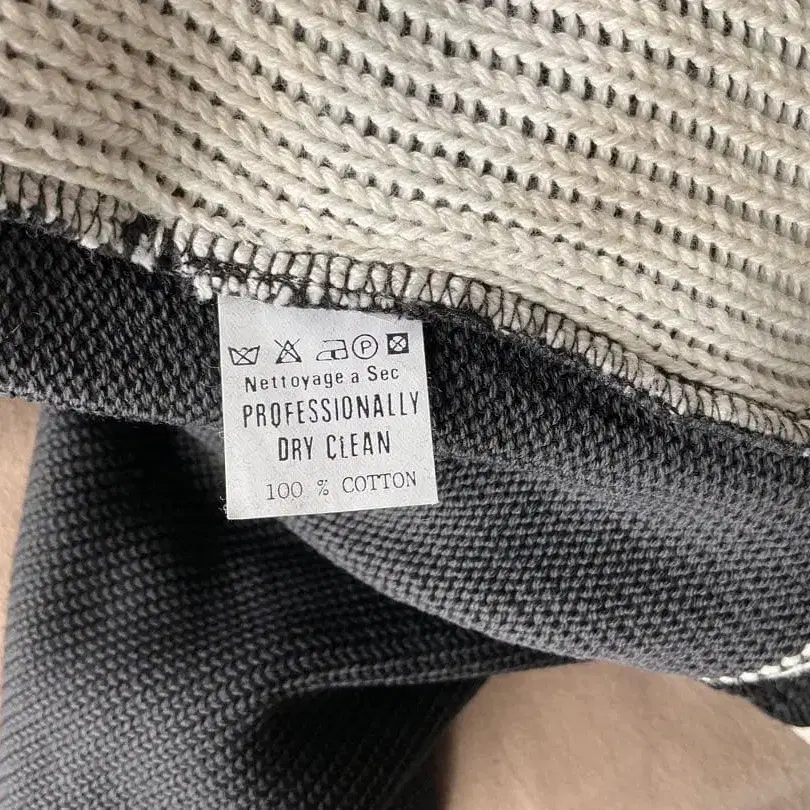 P
Nettoyage a Sec
PROFESSIONALLY
DRY CLEAN
100 % COTTON